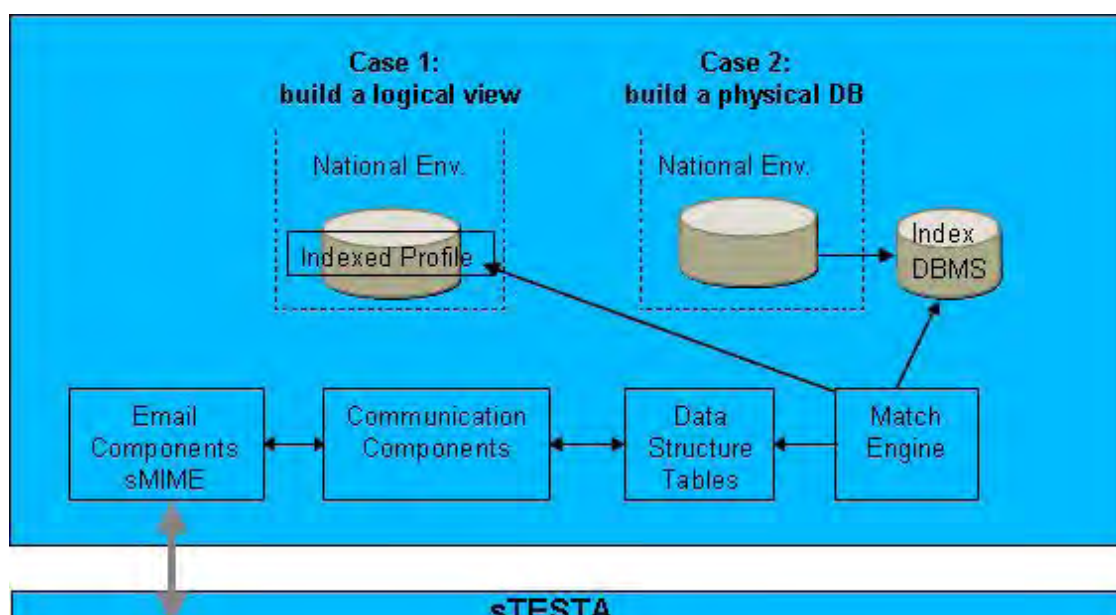 Case 1:
build a logical view
Case 2:
build a physical DB
National Env.
National Env.
Indexed Profile
Index
DBMS
Email
Components
sMIME
Communication
Components
Data
Structure
Tables
Match
Engine
sTESTA